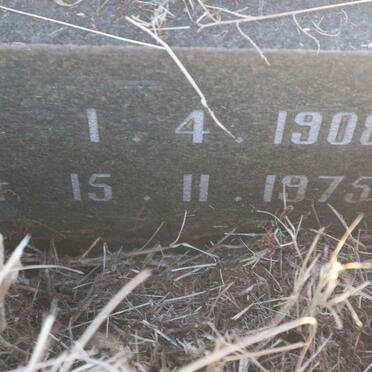 1 . 4 . 1908
15 . 11 . 1975